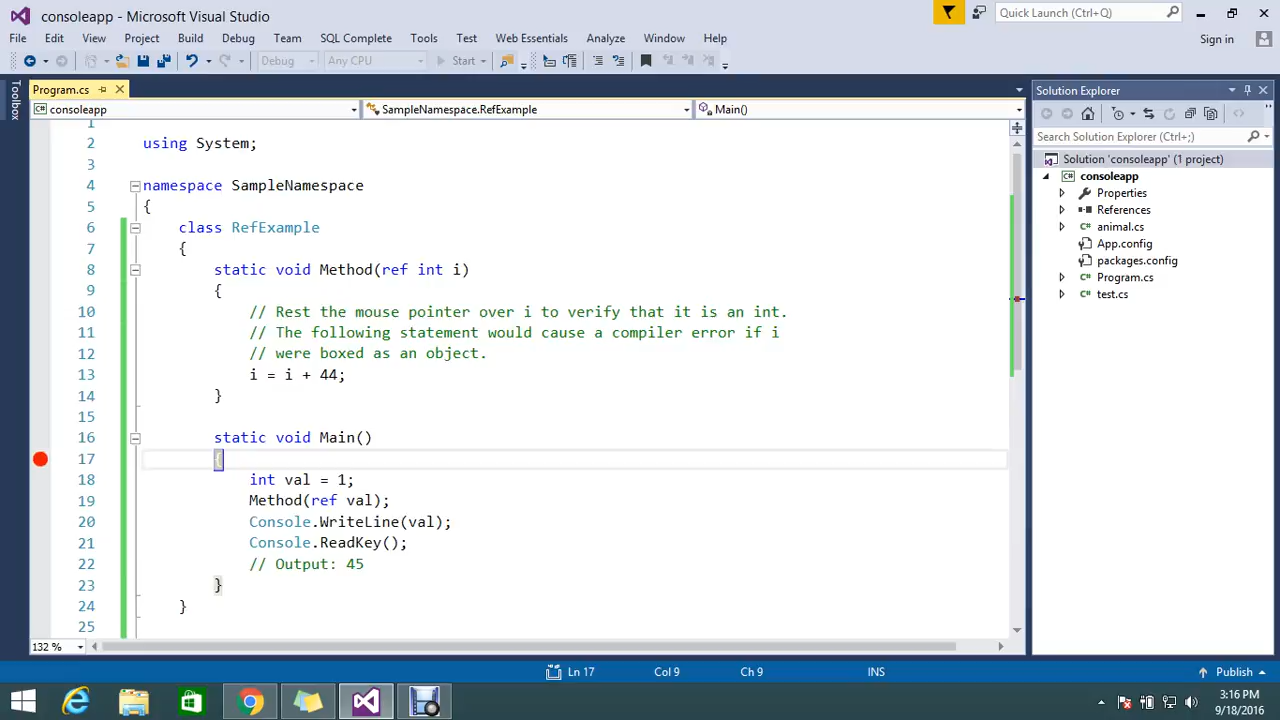 consoleapp - Microsoft Visual Studio
Quick Launch (Ctrl+Q)
File Edit View Project Build Debug Team SQL Complete Tools Test Web Essentials Analyze Window Help
Sign in
Debug Any CPU Start
Toolbox
Program.cs
consoleapp SampleNamespace.RefExample Main()
1
2 using System;
3
4 namespace SampleNamespace
5 {
6 class RefExample
7 {
8 static void Method(ref int i)
9 {
10 // Rest the mouse pointer over i to verify that it is an int.
11 // The following statement would cause a compiler error if i
12 // were boxed as an object.
13 i = i + 44;
14 }
15
16 static void Main()
17 {
18 int val = 1;
19 Method(ref val);
20 Console.WriteLine(val);
21 Console.ReadKey();
22 // Output: 45
23 }
24 }
25
132 %
Solution Explorer
Search Solution Explorer (Ctrl+;)
Solution 'consoleapp' (1 project)
C# consoleapp
Properties
References
C# animal.cs
App.config
packages.config
C# Program.cs
C# test.cs
Ln 17 Col 9 Ch 9 INS Publish
3:16 PM
9/18/2016